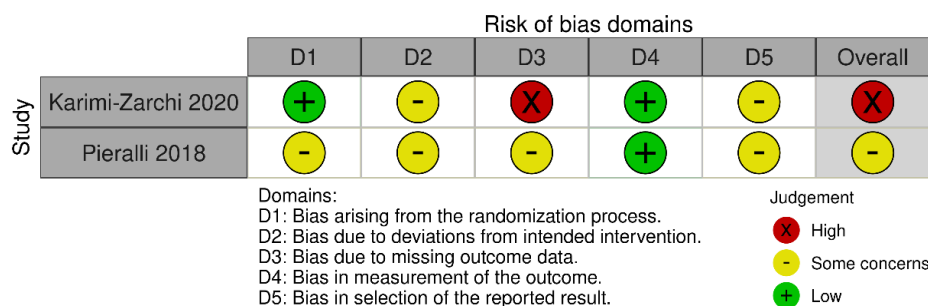 Risk of bias domains
D1 D2 D3 D4 D5 Overall
Study
Karimi-Zarchi 2020 + - X + - X
Pieralli 2018 - - - + - -
Domains:
D1: Bias arising from the randomization process.
D2: Bias due to deviations from intended intervention.
D3: Bias due to missing outcome data.
D4: Bias in measurement of the outcome.
D5: Bias in selection of the reported result.
Judgement
X High
- Some concerns
+ Low